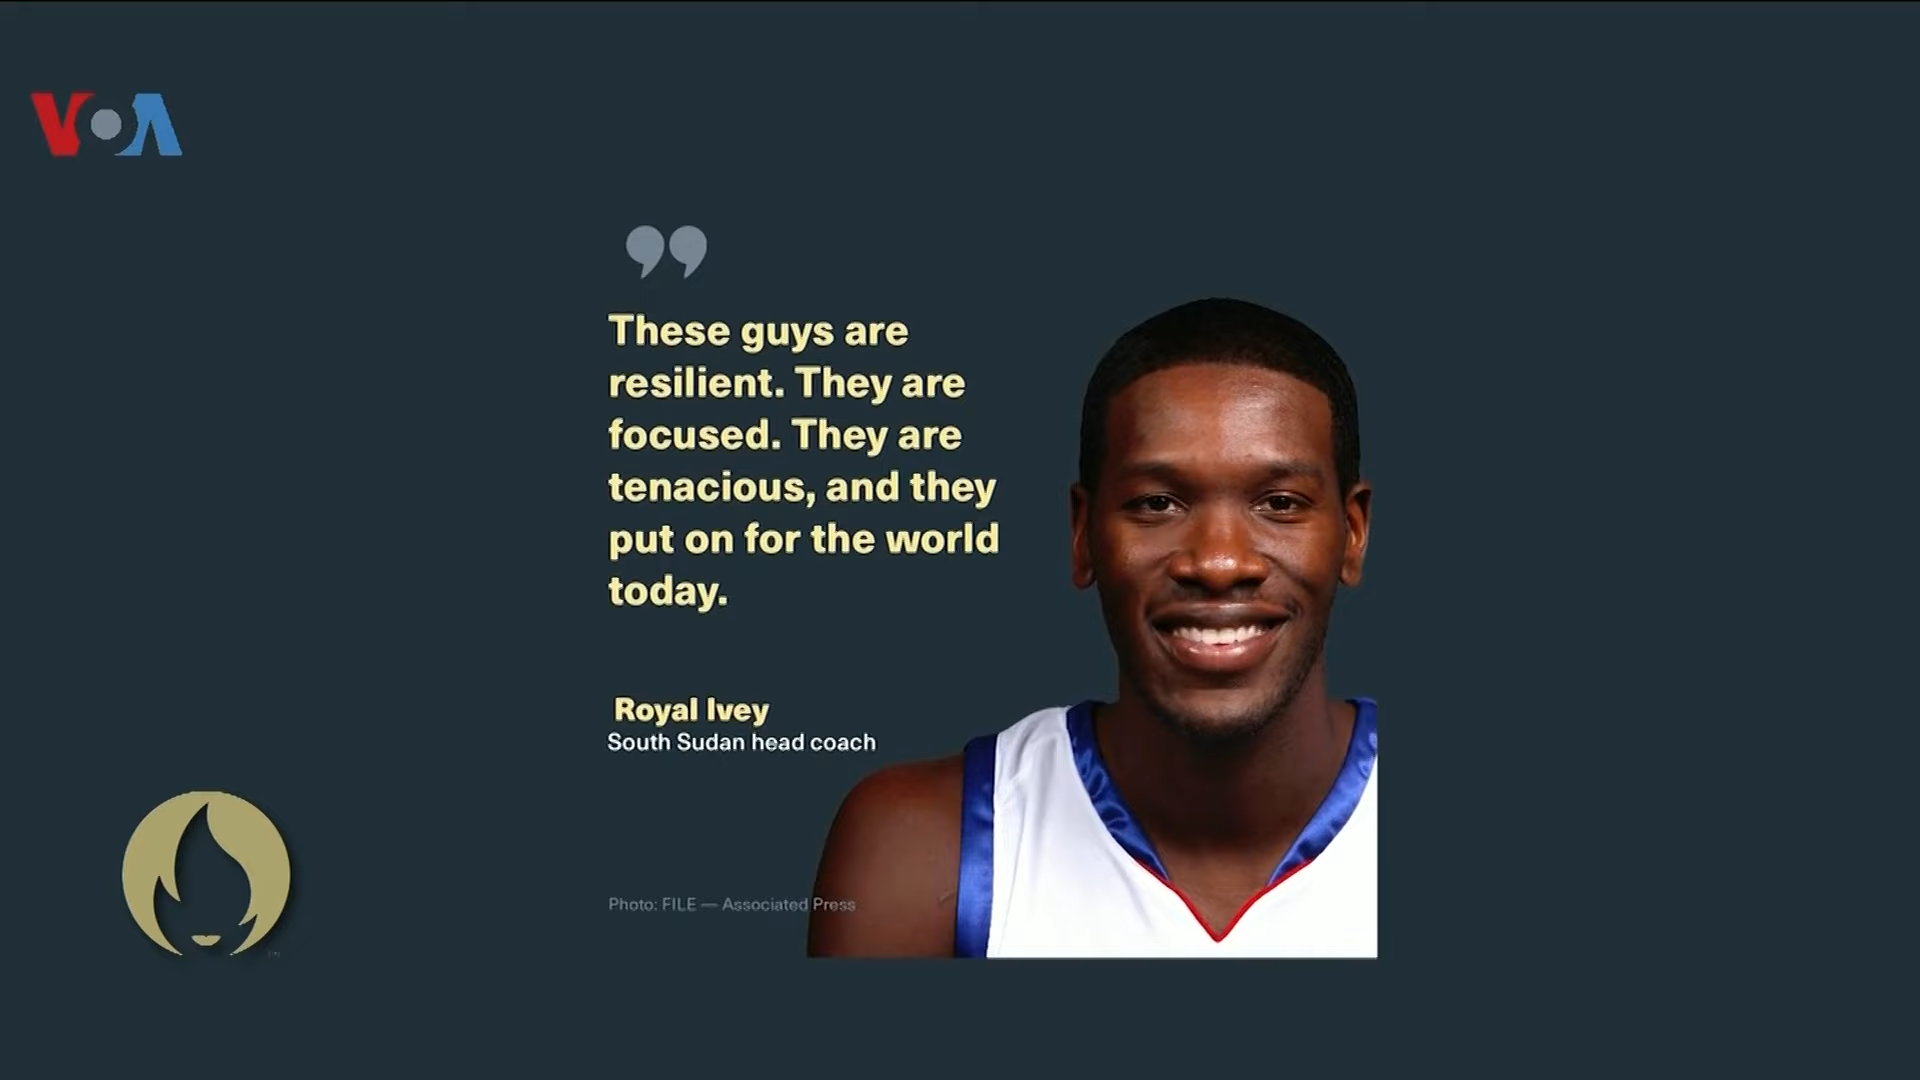 VOA
These guys are
resilient. They are
focused. They are
tenacious, and they
put on for the world
today.
Royal Ivey
South Sudan head coach
Photo: FILE — Associated Press